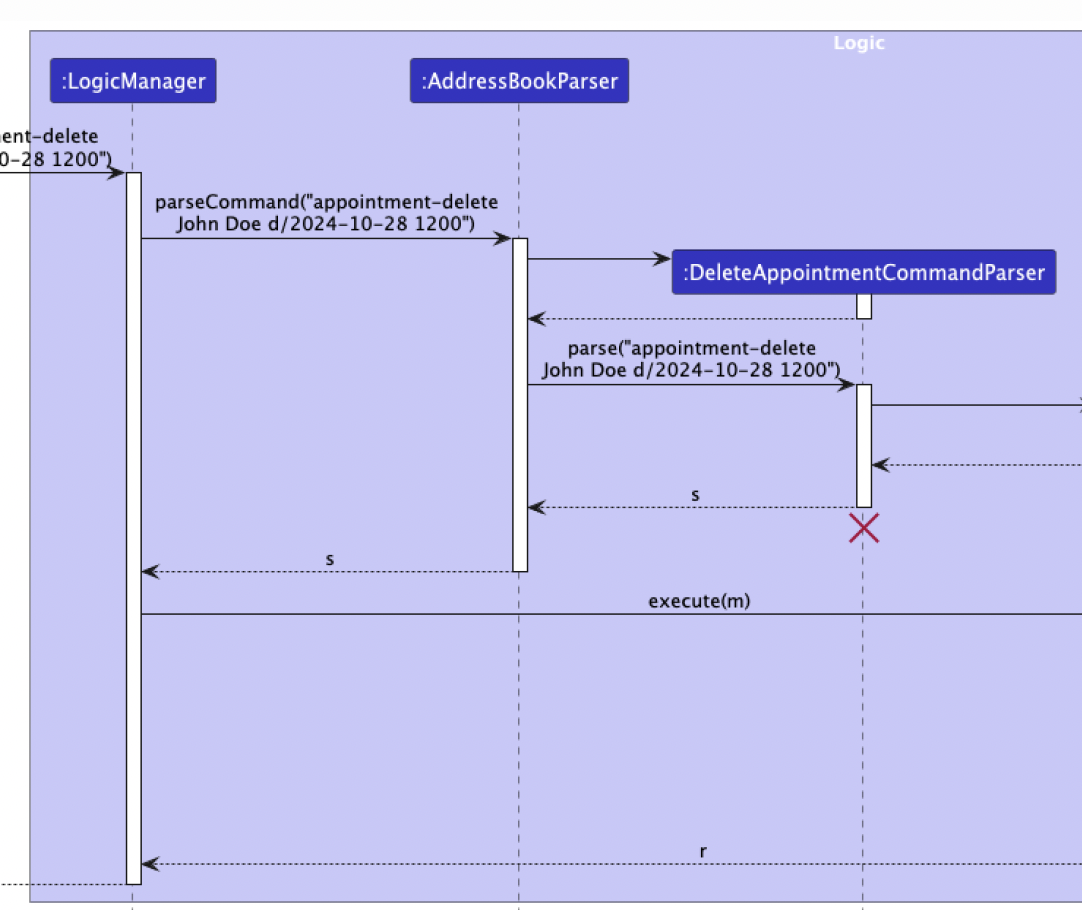 Logic
:LogicManager
:AddressBookParser
ent-delete
0-28 1200")
parseCommand("appointment-delete
John Doe d/2024-10-28 1200")
:DeleteAppointmentCommandParser
parse("appointment-delete
John Doe d/2024-10-28 1200")
s
s
execute(m)
r